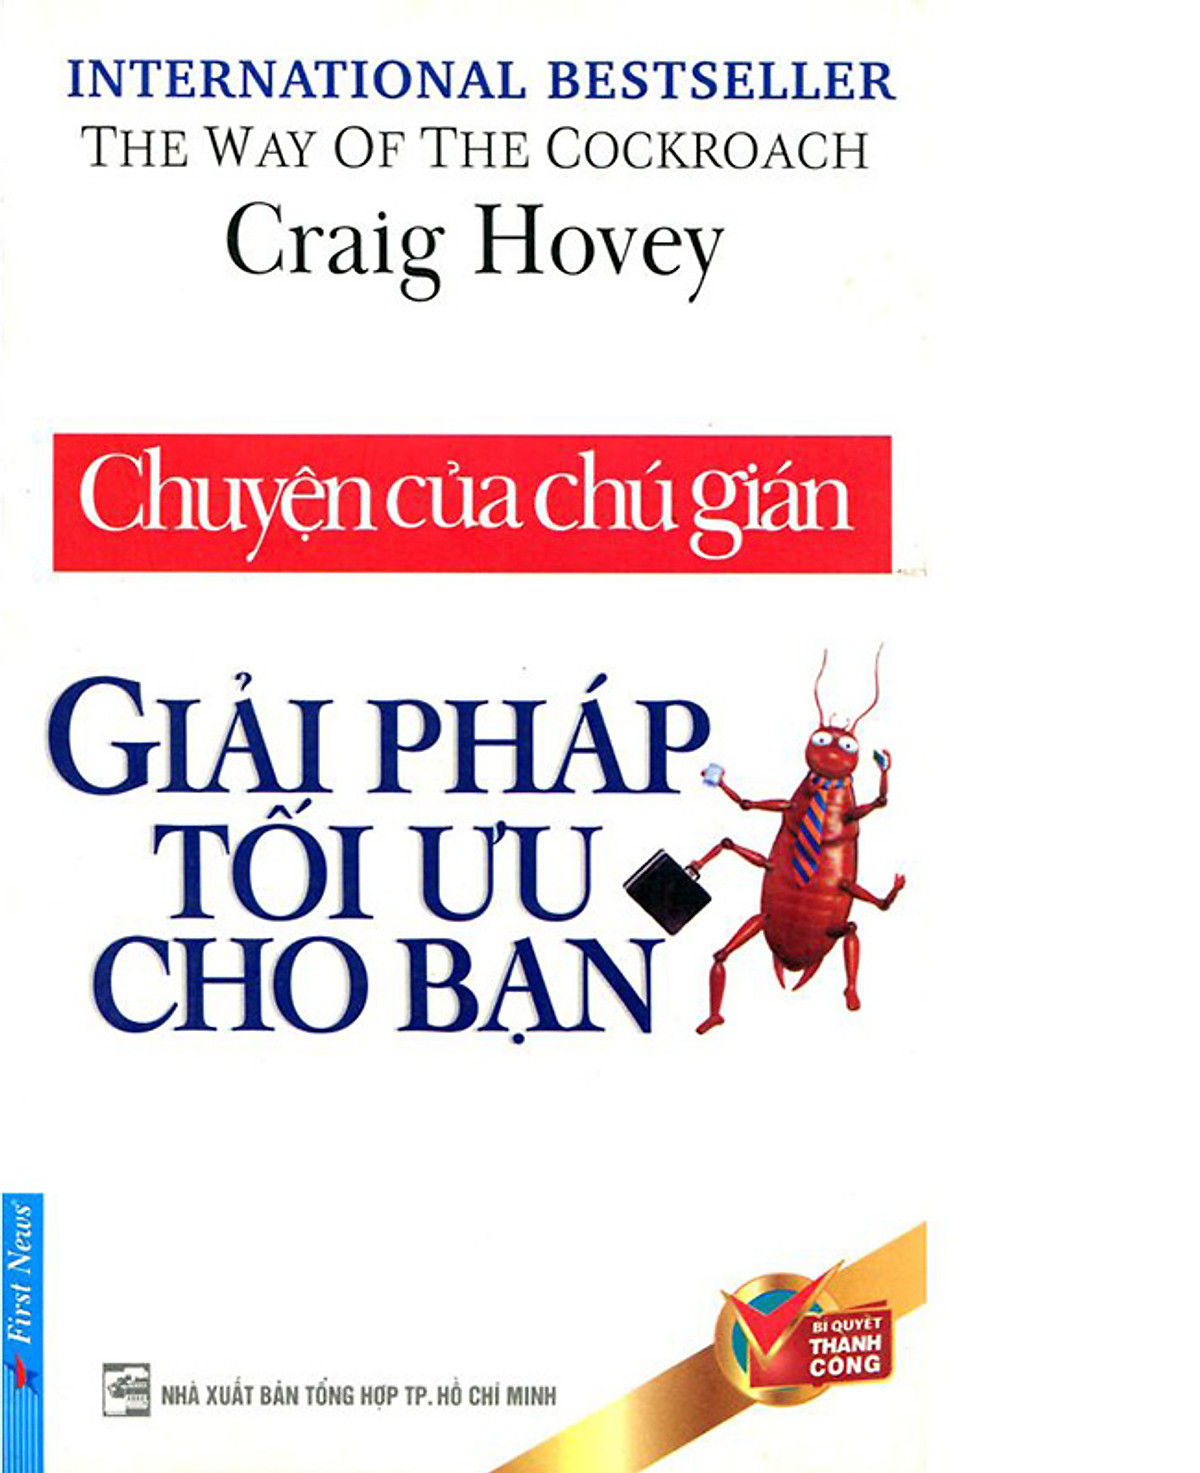 INTERNATIONAL BESTSELLER
THE WAY OF THE COCKROACH
Craig Hovey
Chuyện của chú gián
GIẢI PHÁP
TỐI ƯU
CHO BẠN
First News
BÍ QUYẾT
THÀNH
CÔNG
NHÀ XUẤT BẢN TỔNG HỢP TP. HỒ CHÍ MINH